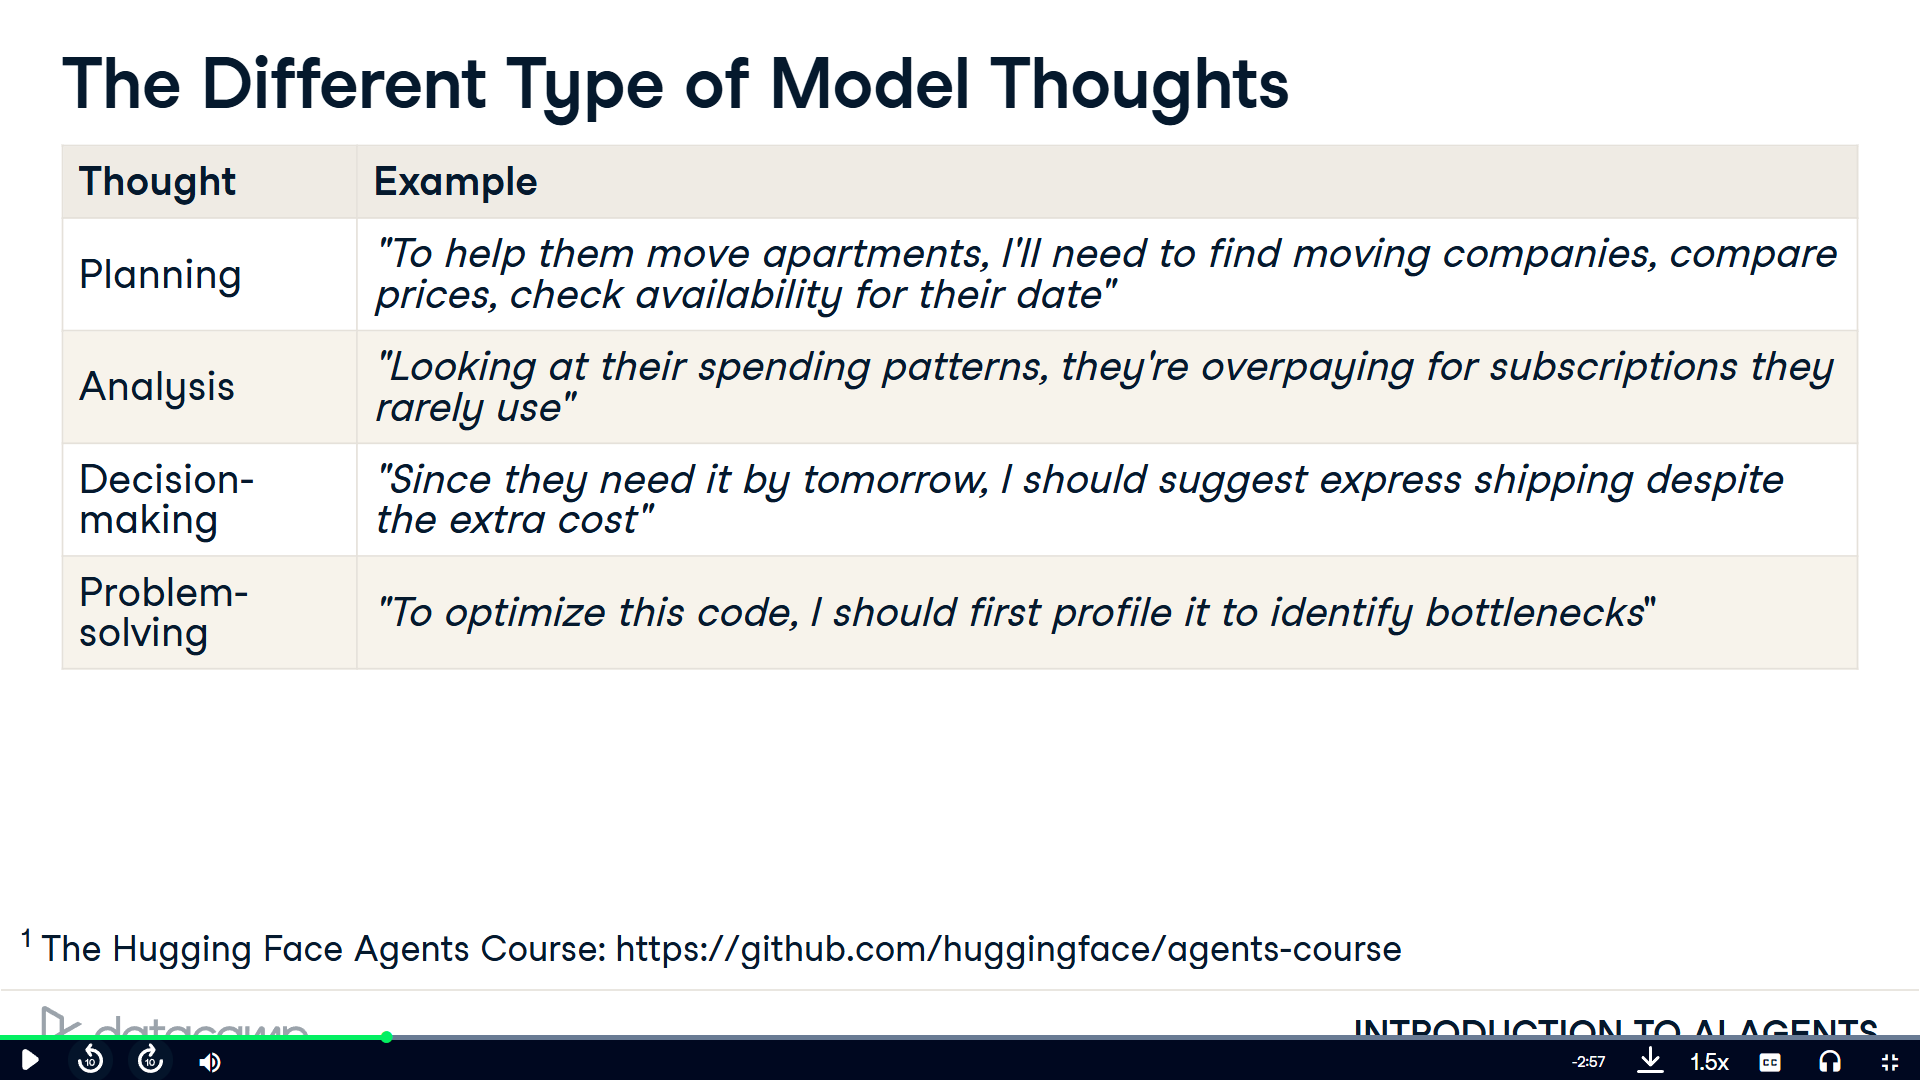 The Different Type of Model Thoughts
Thought
Example
Planning
"To help them move apartments, I'll need to find moving companies, compare
prices, check availability for their date"
Analysis
"Looking at their spending patterns, they're overpaying for subscriptions they
rarely use"
Decision-
making
"Since they need it by tomorrow, I should suggest express shipping despite
the extra cost"
Problem-
solving
"To optimize this code, I should first profile it to identify bottlenecks"
1 The Hugging Face Agents Course: https://github.com/huggingface/agents-course
datacamp
INTRODUCTION TO AI AGENTS
10
10
-2:57
1.5x
CC